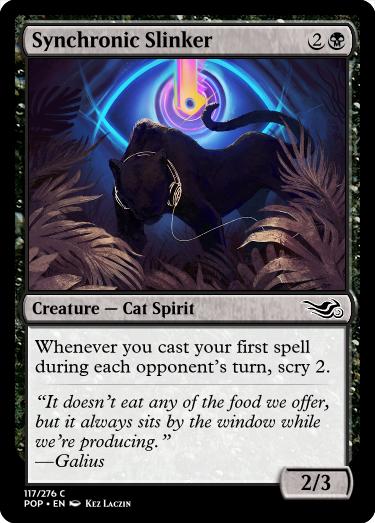 Synchronic Slinker 2
Creature — Cat Spirit
Whenever you cast your first spell
during each opponent's turn, scry 2.
"It doesn't eat any of the food we offer,
but it always sits by the window while
we're producing."
—Galius
2/3
117/276 C
POP • EN Kez Laczin